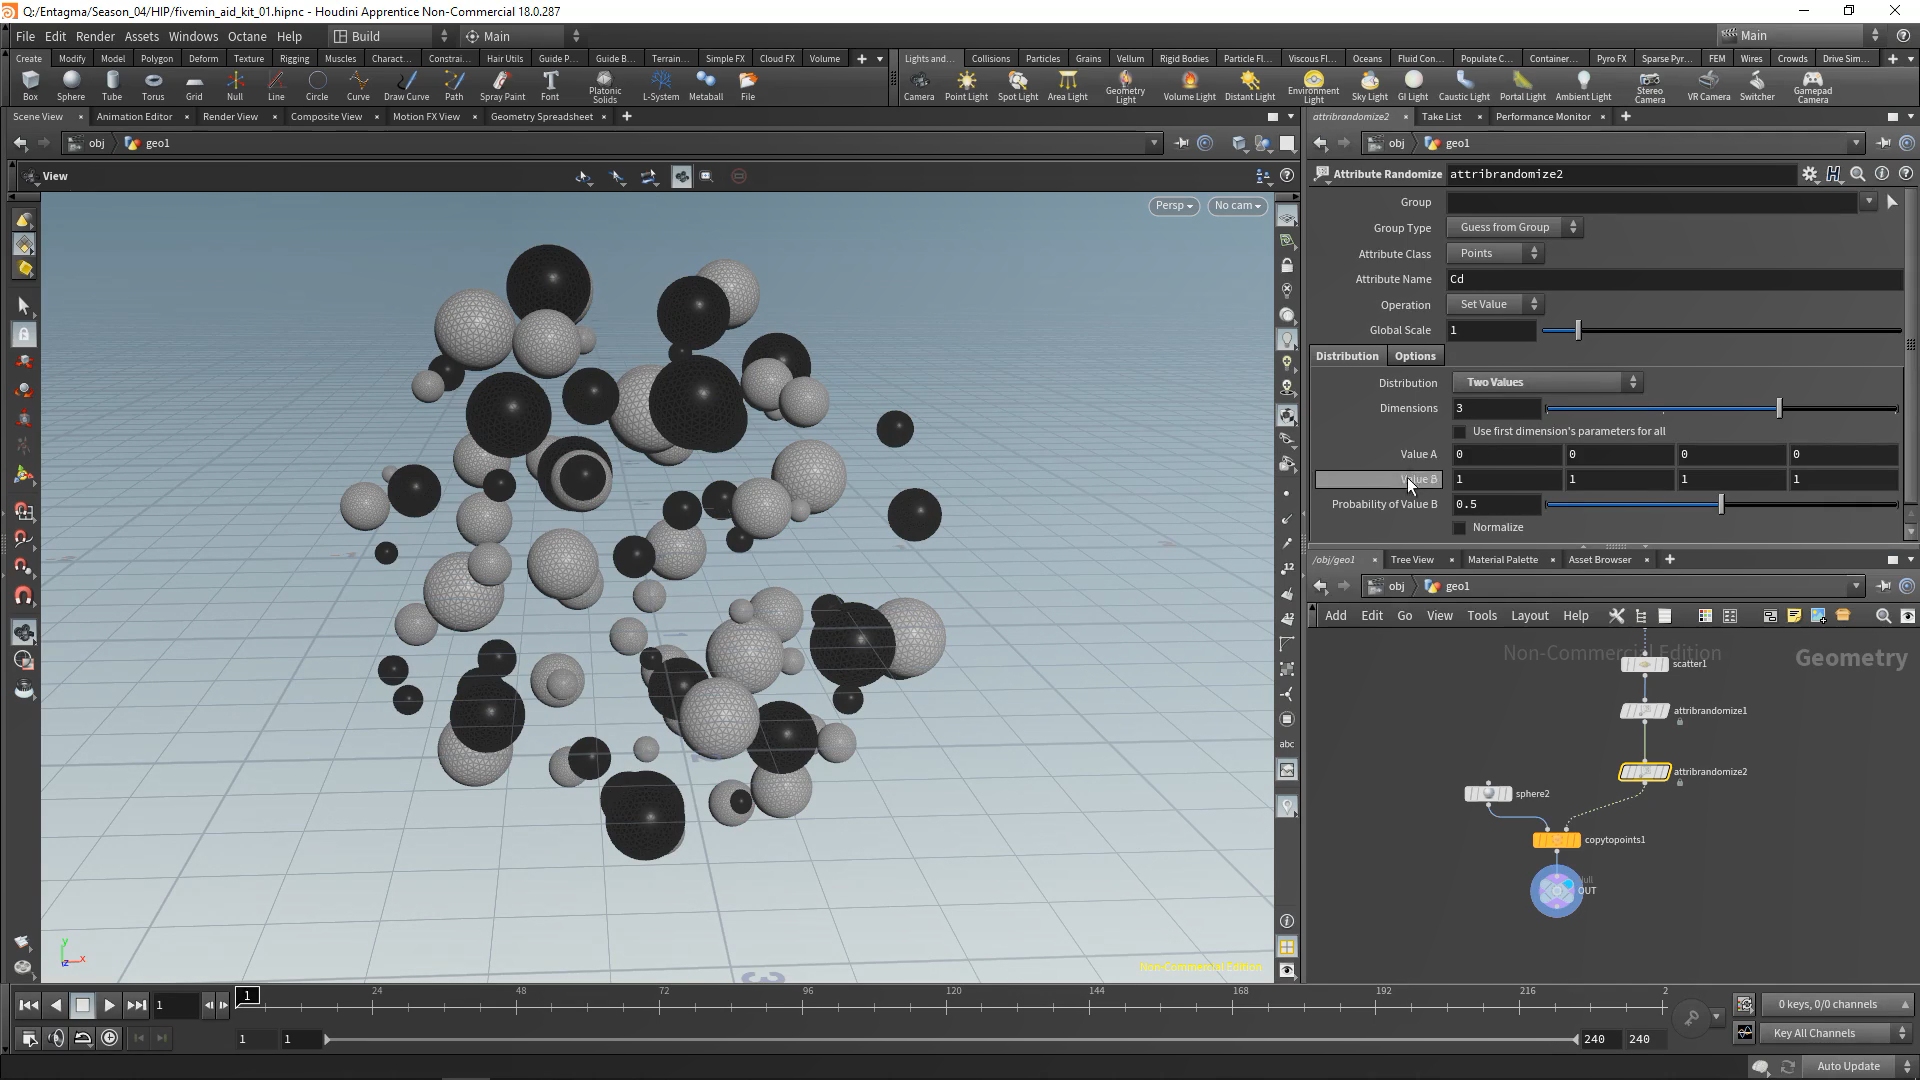 Q:/Entagma/Season_04/HIP/fivemin_aid_kit_01.hipnc - Houdini Apprentice Non-Commercial 18.0.287
File Edit Render Assets Windows Octane Help Build Main Main
Create Modify Model Polygon Deform Texture Rigging Muscles Charact... Constrai... Hair Utils Guide P... Guide B... Terrain... Simple FX Cloud FX Volume
Lights and... Collisions Particles Grains Vellum Rigid Bodies Particle Fl... Viscous Fl... Oceans Fluid Con... Populate C... Container... Pyro FX Sparse Pyr... FEM Wires Crowds Drive Sim...
Box Sphere Tube Torus Grid Null Line Circle Curve Draw Curve Path Spray Paint Font Platonic Solids L-System Metaball File
Camera Point Light Spot Light Area Light Geometry Light Volume Light Distant Light Environment Light Sky Light GI Light Caustic Light Portal Light Ambient Light Stereo Camera VR Camera Switcher Gamepad Camera
Scene View Animation Editor Render View Composite View Motion FX View Geometry Spreadsheet
attribrandomize2 Take List Performance Monitor
obj geo1
obj geo1
View
Persp No cam
Attribute Randomize attribrandomize2
Group
Group Type Guess from Group
Attribute Class Points
Attribute Name Cd
Operation Set Value
Global Scale 1
Distribution Options
Distribution Two Values
Dimensions 3
Use first dimension's parameters for all
Value A 0 0 0 0
Value B 1 1 1 1
Probability of Value B 0.5
Normalize
/obj/geo1 Tree View Material Palette Asset Browser
obj geo1
Add Edit Go View Tools Layout Help
Non-Commercial Edition
Geometry
scatter1
attribrandomize1
attribrandomize2
sphere2
copytopoints1
OUT
12
42
abc
y
x
z
3
Non-Commercial Edition
1 1 24 48 72 96 120 144 168 192 216 2
0 keys, 0/0 channels
1 1 240 240
Key All Channels
Auto Update